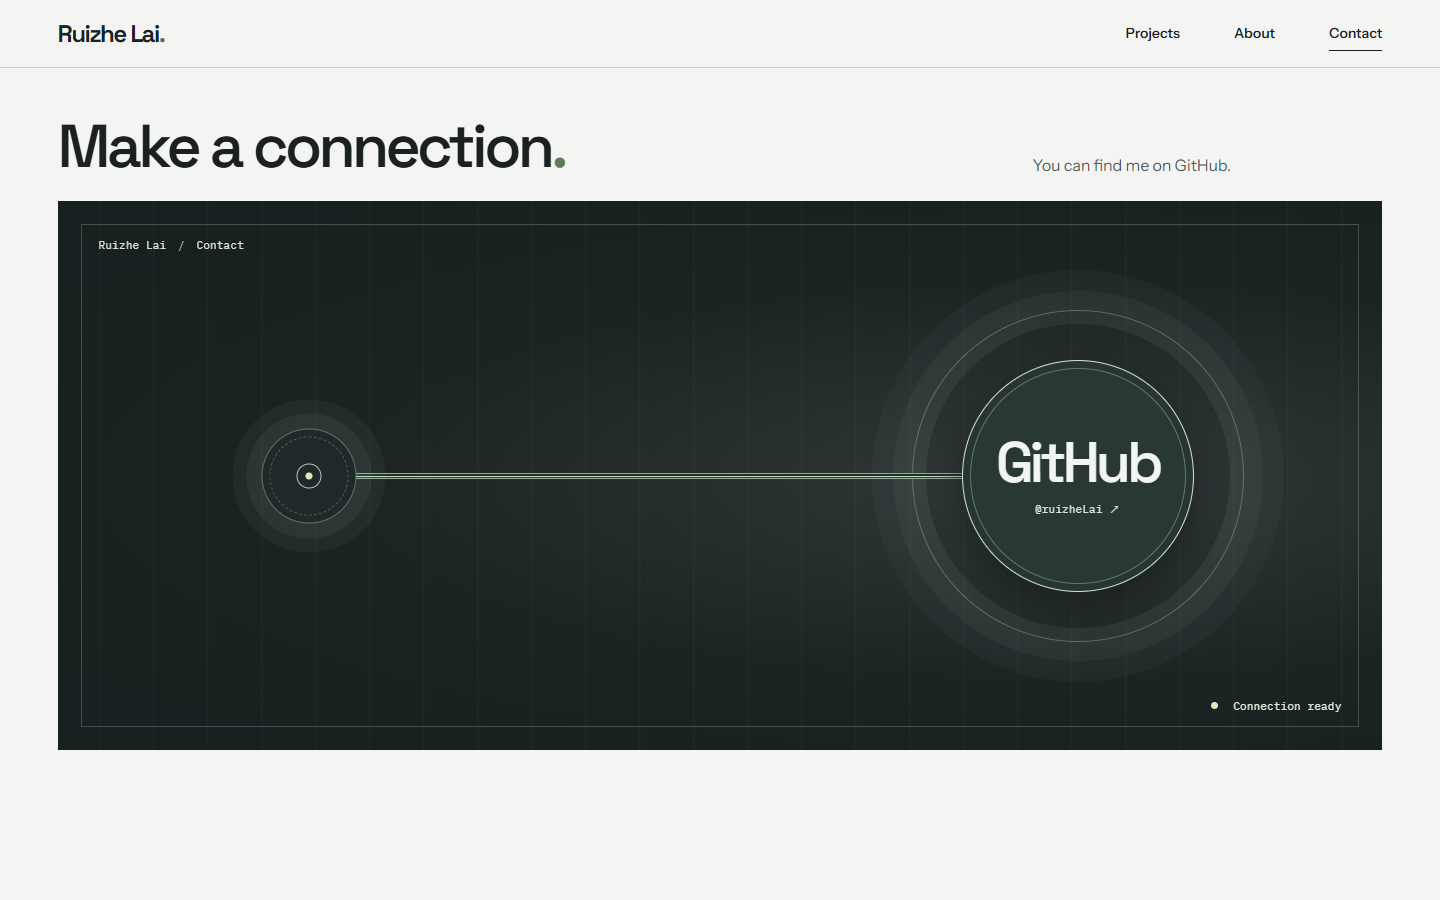 Ruizhe Lai.
Projects
About
Contact
Make a connection.
You can find me on GitHub.
Ruizhe Lai / Contact
GitHub
@ruizheLai ↗
Connection ready